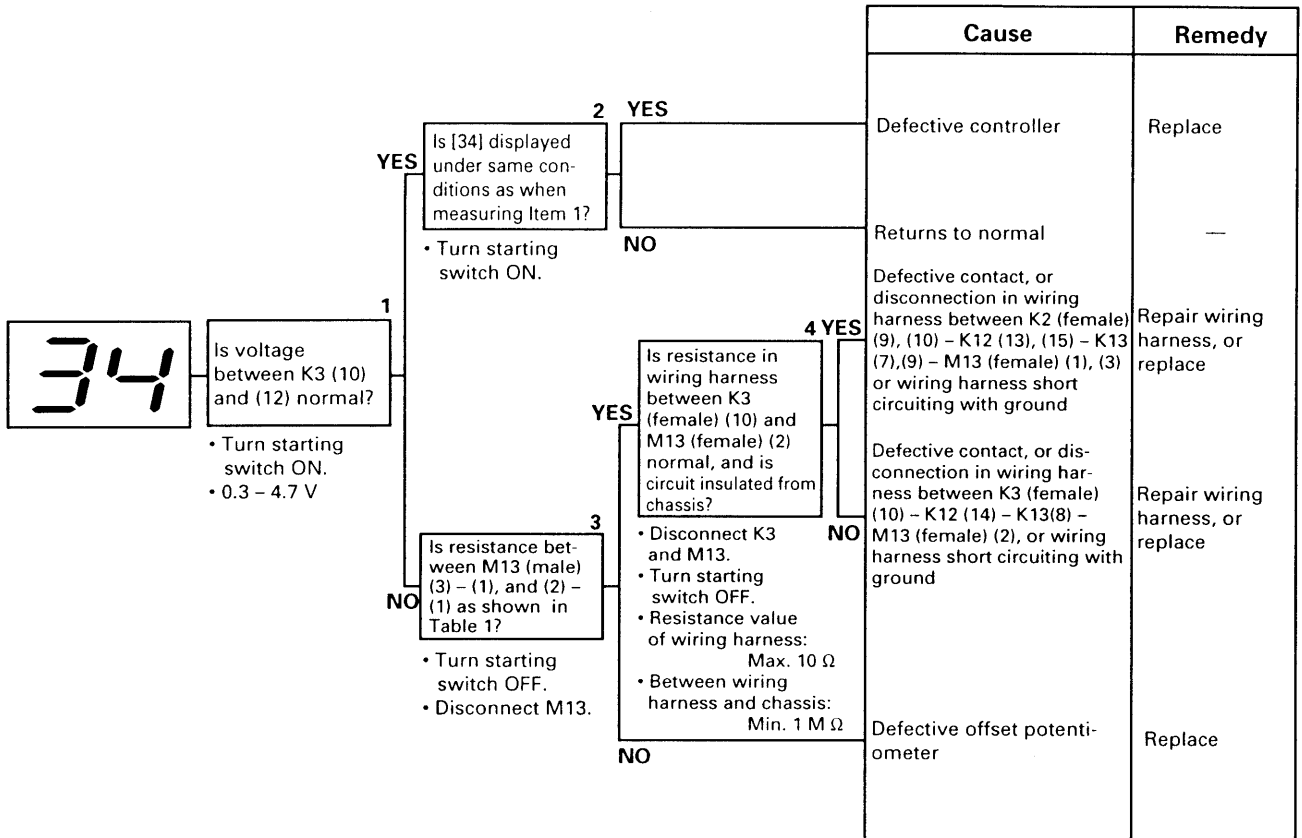 Cause
Remedy
2 YES
YES
Is [34] displayed
under same con-
ditions as when
measuring Item 1?
• Turn starting
switch ON.
NO
Defective controller
Replace
Returns to normal
—
34
1
Is voltage
between K3 (10)
and (12) normal?
• Turn starting
switch ON.
• 0.3 – 4.7 V
4 YES
YES
Is resistance in
wiring harness
between K3
(female) (10) and
M13 (female) (2)
normal, and is
circuit insulated from
chassis?
• Disconnect K3
and M13.
• Turn starting
switch OFF.
• Resistance value
of wiring harness:
Max. 10 Ω
• Between wiring
harness and chassis:
Min. 1 M Ω
NO
Defective contact, or
disconnection in wiring
harness between K2 (female)
(9), (10) – K12 (13), (15) – K13
(7),(9) – M13 (female) (1), (3)
or wiring harness short
circuiting with ground
Repair wiring
harness, or
replace
Defective contact, or dis-
connection in wiring har-
ness between K3 (female)
(10) – K12 (14) – K13(8) –
M13 (female) (2), or wiring
harness short circuiting with
ground
Repair wiring
harness, or
replace
3
NO
Is resistance bet-
ween M13 (male)
(3) – (1), and (2) –
(1) as shown in
Table 1?
• Turn starting
switch OFF.
• Disconnect M13.
NO
Defective offset potenti-
ometer
Replace